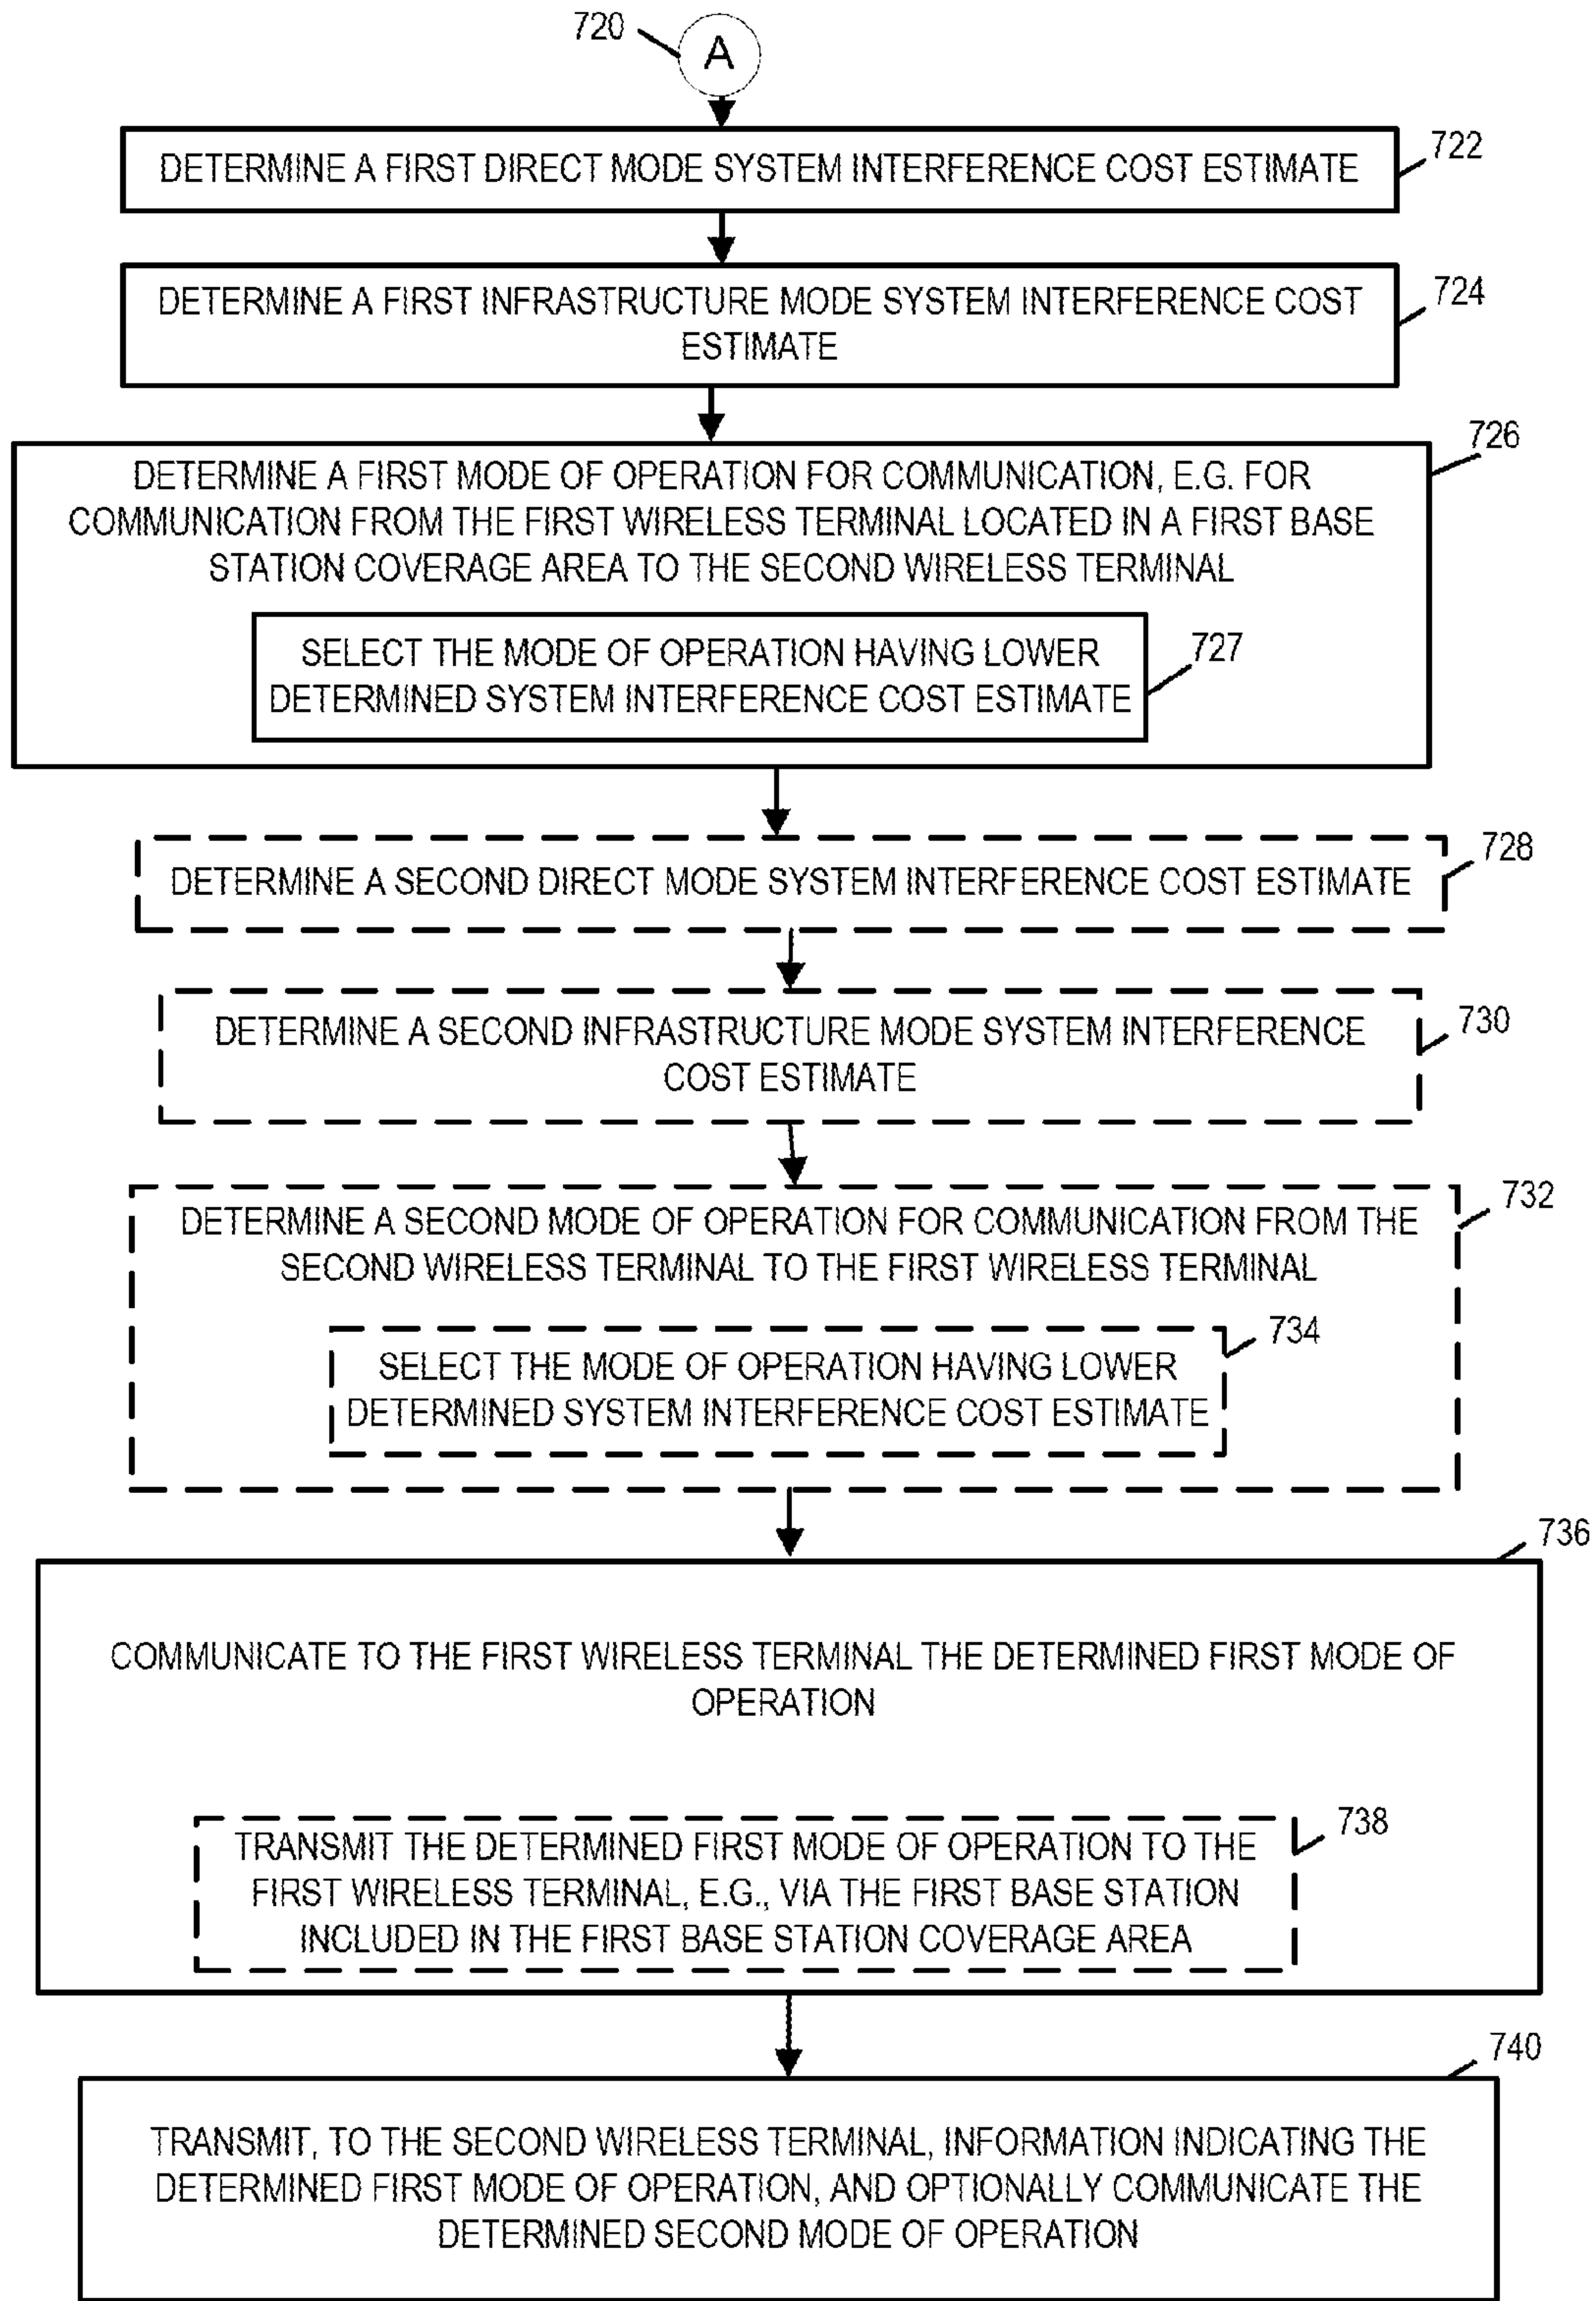 720
A
DETERMINE A FIRST DIRECT MODE SYSTEM INTERFERENCE COST ESTIMATE
722
DETERMINE A FIRST INFRASTRUCTURE MODE SYSTEM INTERFERENCE COST
ESTIMATE
724
726
DETERMINE A FIRST MODE OF OPERATION FOR COMMUNICATION, E.G. FOR
COMMUNICATION FROM THE FIRST WIRELESS TERMINAL LOCATED IN A FIRST BASE
STATION COVERAGE AREA TO THE SECOND WIRELESS TERMINAL
SELECT THE MODE OF OPERATION HAVING LOWER
DETERMINED SYSTEM INTERFERENCE COST ESTIMATE
727
DETERMINE A SECOND DIRECT MODE SYSTEM INTERFERENCE COST ESTIMATE
728
DETERMINE A SECOND INFRASTRUCTURE MODE SYSTEM INTERFERENCE
COST ESTIMATE
730
732
DETERMINE A SECOND MODE OF OPERATION FOR COMMUNICATION FROM THE
SECOND WIRELESS TERMINAL TO THE FIRST WIRELESS TERMINAL
734
SELECT THE MODE OF OPERATION HAVING LOWER
DETERMINED SYSTEM INTERFERENCE COST ESTIMATE
736
COMMUNICATE TO THE FIRST WIRELESS TERMINAL THE DETERMINED FIRST MODE OF
OPERATION
738
TRANSMIT THE DETERMINED FIRST MODE OF OPERATION TO THE
FIRST WIRELESS TERMINAL, E.G., VIA THE FIRST BASE STATION
INCLUDED IN THE FIRST BASE STATION COVERAGE AREA
740
TRANSMIT, TO THE SECOND WIRELESS TERMINAL, INFORMATION INDICATING THE
DETERMINED FIRST MODE OF OPERATION, AND OPTIONALLY COMMUNICATE THE
DETERMINED SECOND MODE OF OPERATION